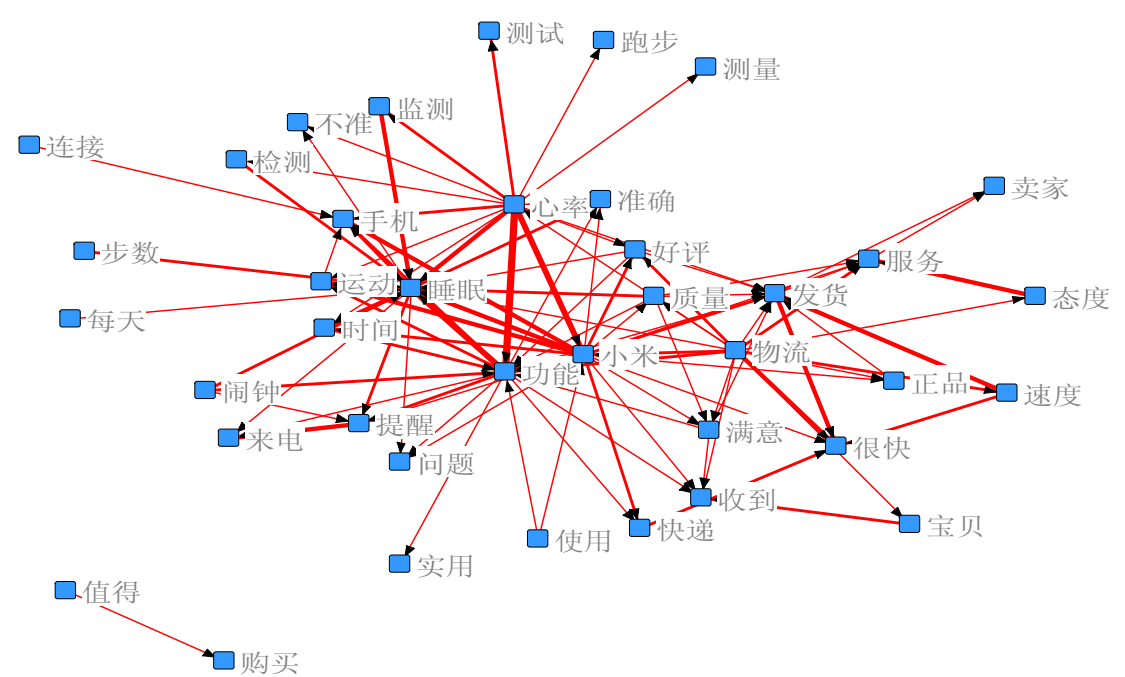 测试
跑步
测量
监测
不准
连接
检测
卖家
准确
心率
手机
步数
好评
服务
运动
睡眠
质量
发货
态度
每天
时间
小米
物流
功能
正品
闹钟
速度
提醒
满意
来电
很快
问题
收到
宝贝
快递
使用
实用
值得
购买